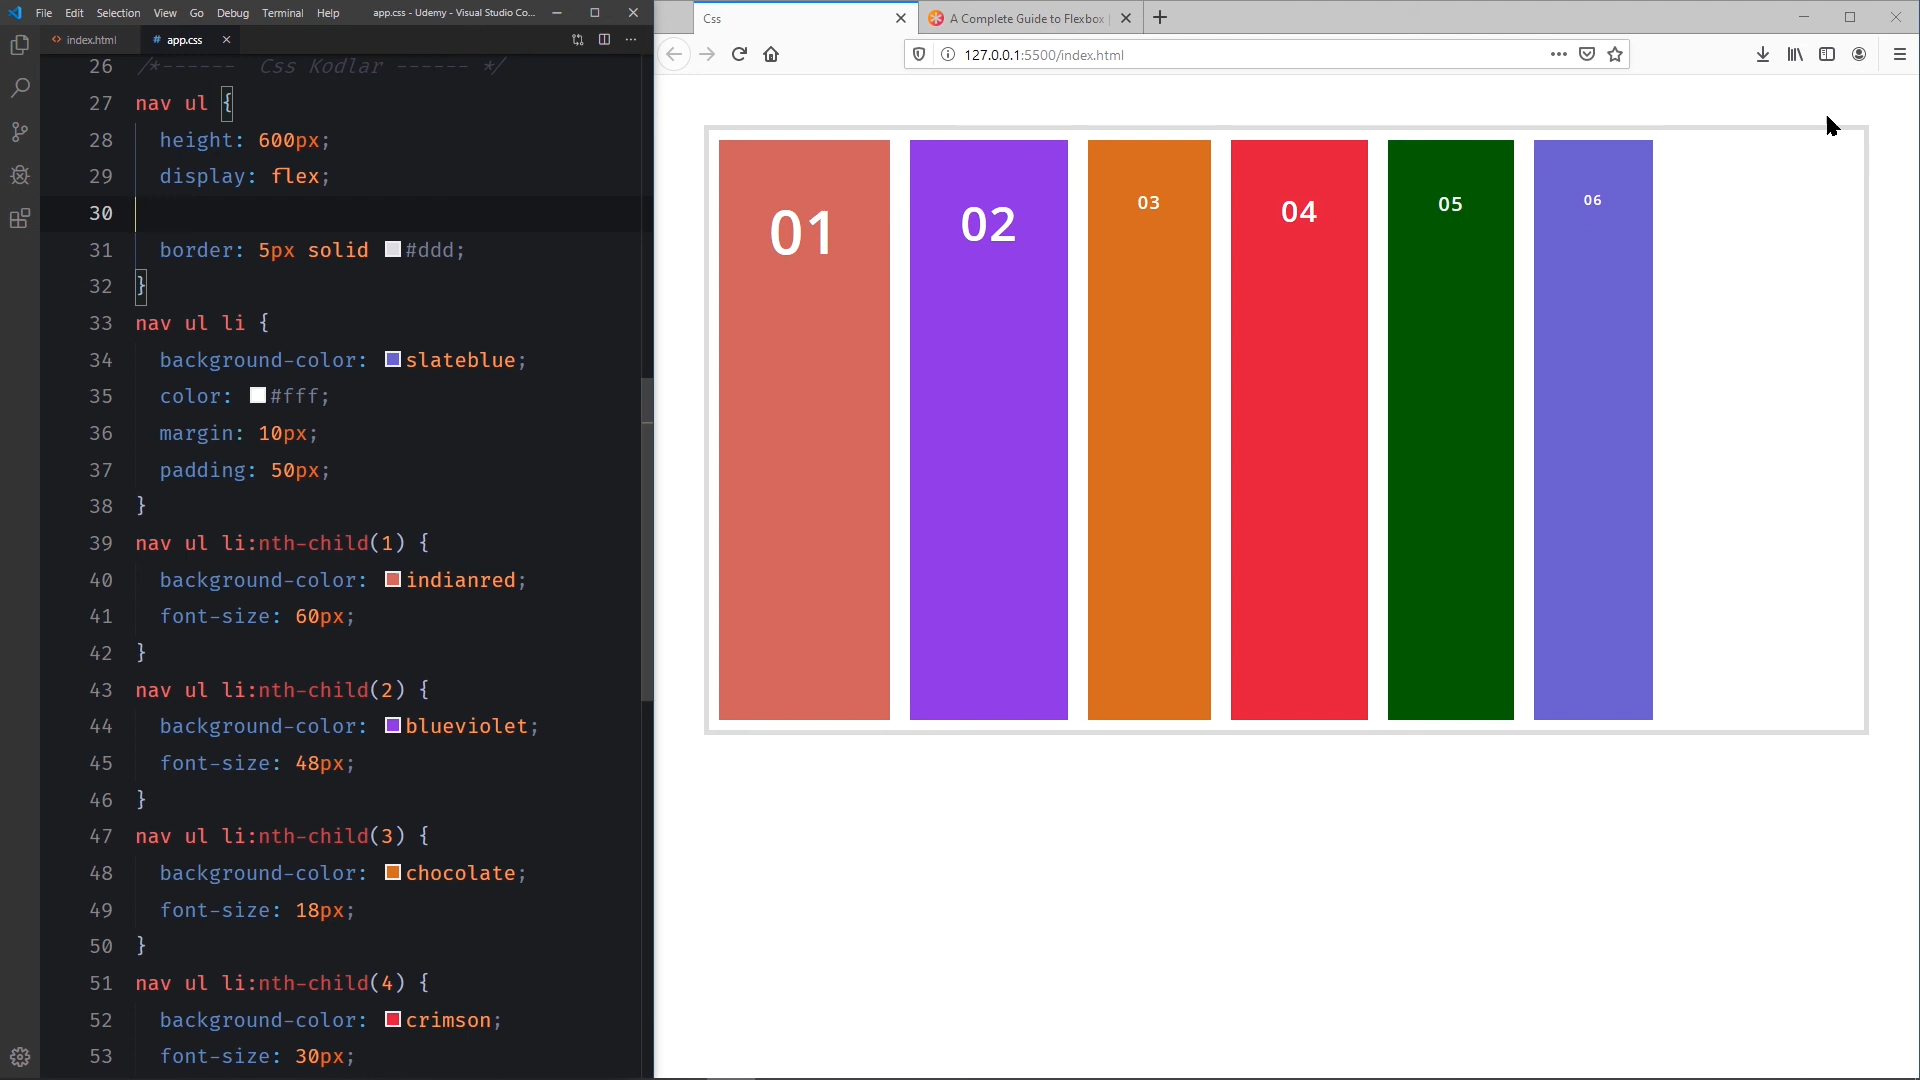 File Edit Selection View Go Debug Terminal Help app.css - Udemy - Visual Studio Co...
index.html # app.css
26 /*------ Css Kodlar ------ */
27 nav ul {
28 height: 600px;
29 display: flex;
30
31 border: 5px solid #ddd;
32 }
33 nav ul li {
34 background-color: slateblue;
35 color: #fff;
36 margin: 10px;
37 padding: 50px;
38 }
39 nav ul li:nth-child(1) {
40 background-color: indianred;
41 font-size: 60px;
42 }
43 nav ul li:nth-child(2) {
44 background-color: blueviolet;
45 font-size: 48px;
46 }
47 nav ul li:nth-child(3) {
48 background-color: chocolate;
49 font-size: 18px;
50 }
51 nav ul li:nth-child(4) {
52 background-color: crimson;
53 font-size: 30px;
Css
A Complete Guide to Flexbox |
127.0.0.1:5500/index.html
01 02 03 04 05 06